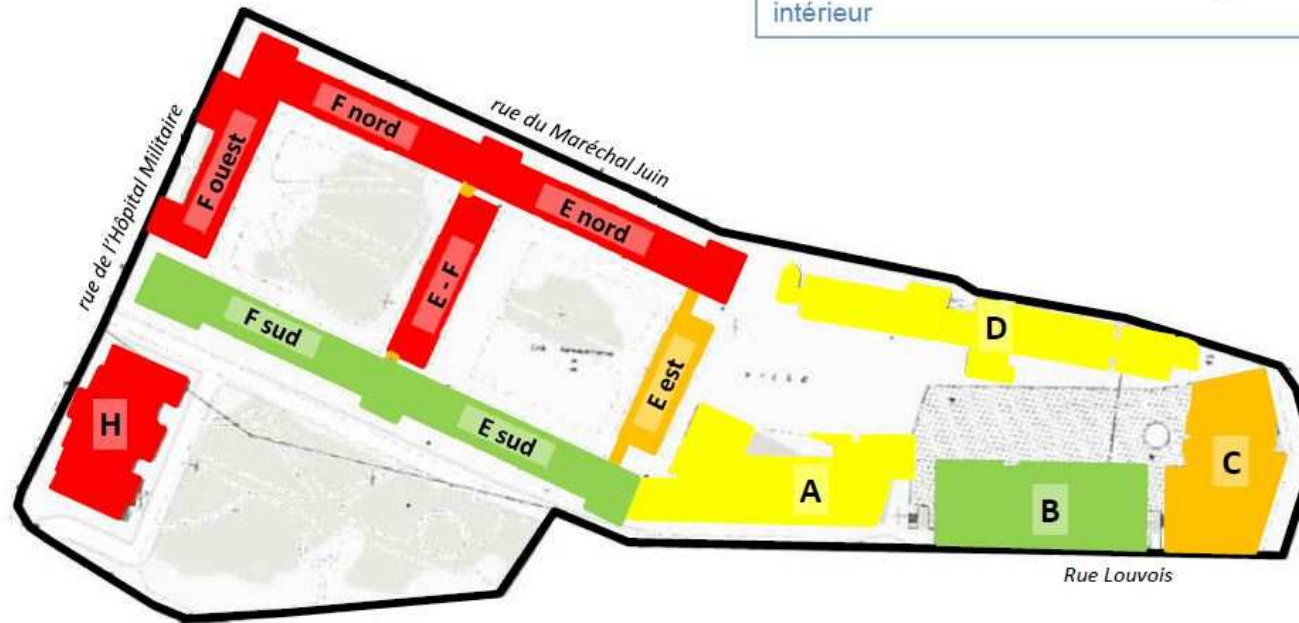 intérieur
rue du Maréchal Juin
rue de l'Hôpital Militaire
F nord
F ouest
E nord
E - F
F sud
E sud
E est
D
H
A
B
C
Rue Louvois